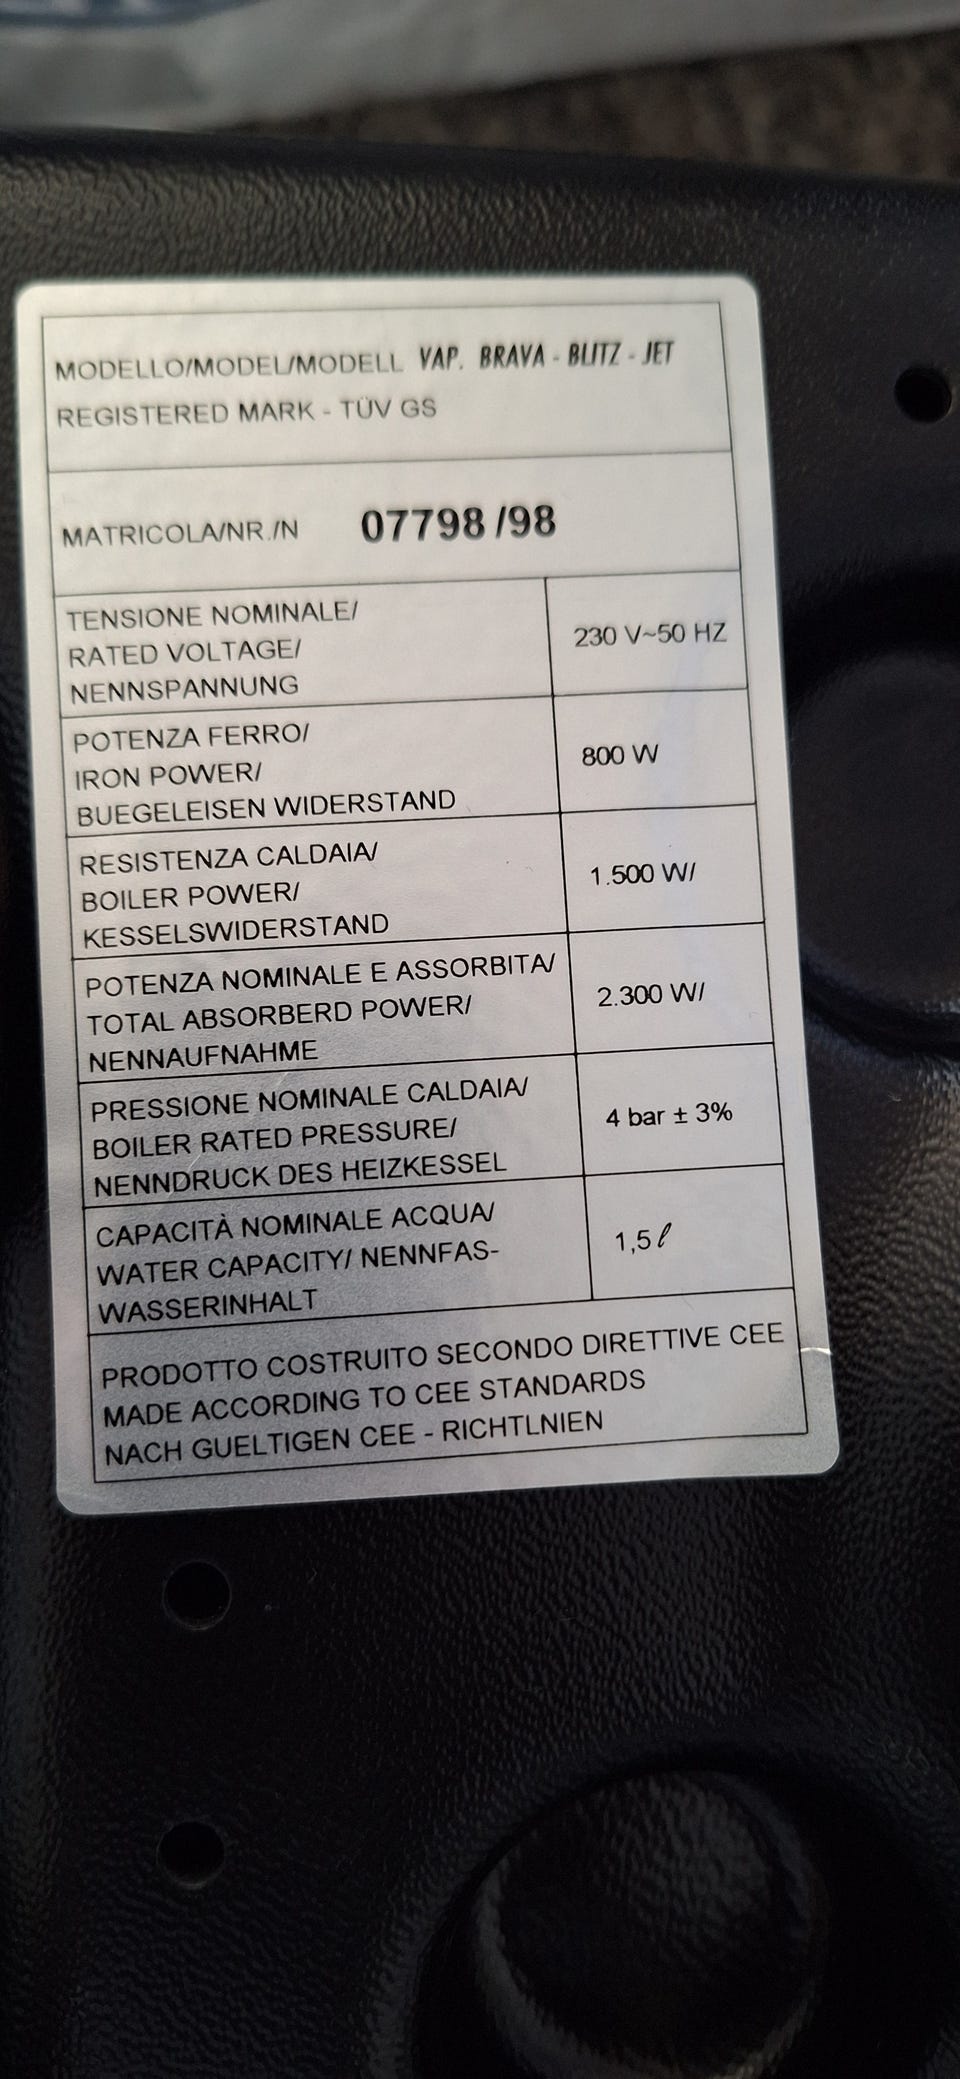 MODELLO/MODEL/MODELL VAP. BRAVA - BLITZ - JET
REGISTERED MARK - TÜV GS
MATRICOLA/NR./N 07798 /98
TENSIONE NOMINALE/
RATED VOLTAGE/
NENNSPANNUNG
230 V~50 HZ
POTENZA FERRO/
IRON POWER/
BUEGELEISEN WIDERSTAND
800 W
RESISTENZA CALDAIA/
BOILER POWER/
KESSELSWIDERSTAND
1.500 W/
POTENZA NOMINALE E ASSORBITA/
TOTAL ABSORBERD POWER/
NENNAUFNAHME
2.300 W/
PRESSIONE NOMINALE CALDAIA/
BOILER RATED PRESSURE/
NENNDRUCK DES HEIZKESSEL
4 bar ± 3%
CAPACITÀ NOMINALE ACQUA/
WATER CAPACITY/ NENNFAS-
WASSERINHALT
1,5 ℓ
PRODOTTO COSTRUITO SECONDO DIRETTIVE CEE
MADE ACCORDING TO CEE STANDARDS
NACH GUELTIGEN CEE - RICHTLNIEN